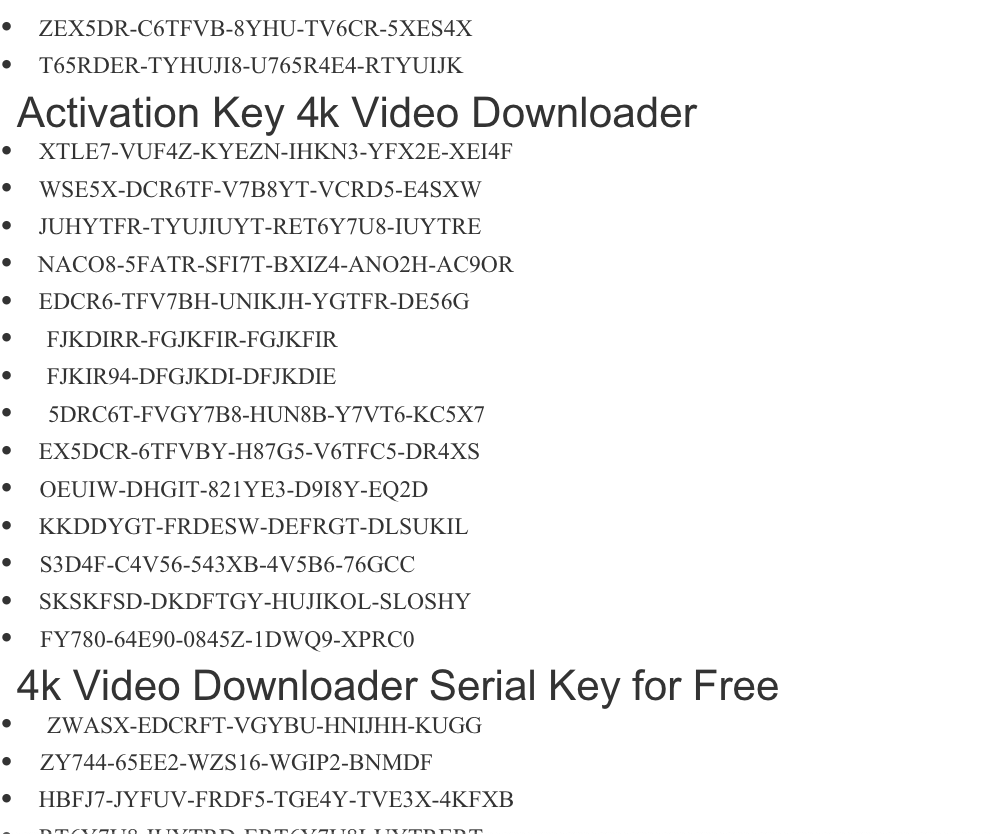 ZEX5DR-C6TFVB-8YHU-TV6CR-5XES4X
T65RDER-TYHUJI8-U765R4E4-RTYUIJK
Activation Key 4k Video Downloader
XTLE7-VUF4Z-KYEZN-IHKN3-YFX2E-XEI4F
WSE5X-DCR6TF-V7B8YT-VCRD5-E4SXW
JUHYTFR-TYUJIUYT-RET6Y7U8-IUYTRE
NACO8-5FATR-SFI7T-BXIZ4-ANO2H-AC9OR
EDCR6-TFV7BH-UNIKJH-YGTFR-DE56G
FJKDIRR-FGJKFIR-FGJKFIR
FJKIR94-DFGJKDI-DFJKDIE
5DRC6T-FVGY7B8-HUN8B-Y7VT6-KC5X7
EX5DCR-6TFVBY-H87G5-V6TFC5-DR4XS
OEUIW-DHGIT-821YE3-D9I8Y-EQ2D
KKDDYGT-FRDESW-DEFRGT-DLSUKIL
S3D4F-C4V56-543XB-4V5B6-76GCC
SKSKFSD-DKDFTGY-HUJIKOL-SLOSHY
FY780-64E90-0845Z-1DWQ9-XPRC0
4k Video Downloader Serial Key for Free
ZWASX-EDCRFT-VGYBU-HNIJHH-KUGG
ZY744-65EE2-WZS16-WGIP2-BNMDF
HBFJ7-JYFUV-FRDF5-TGE4Y-TVE3X-4KFXB